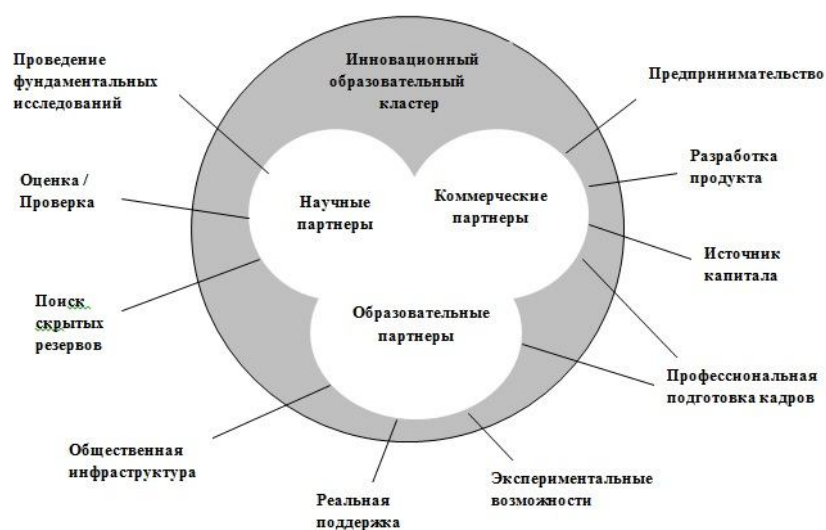 Проведение
фундаментальных
исследований
Инновационный
образовательный
кластер
Предпринимательство
Оценка /
Проверка
Научные
партнеры
Коммерческие
партнеры
Разработка
продукта
Источник
капитала
Поиск
скрытых
резервов
Образовательные
партнеры
Профессиональная
подготовка кадров
Общественная
инфраструктура
Реальная
поддержка
Экспериментальные
возможности